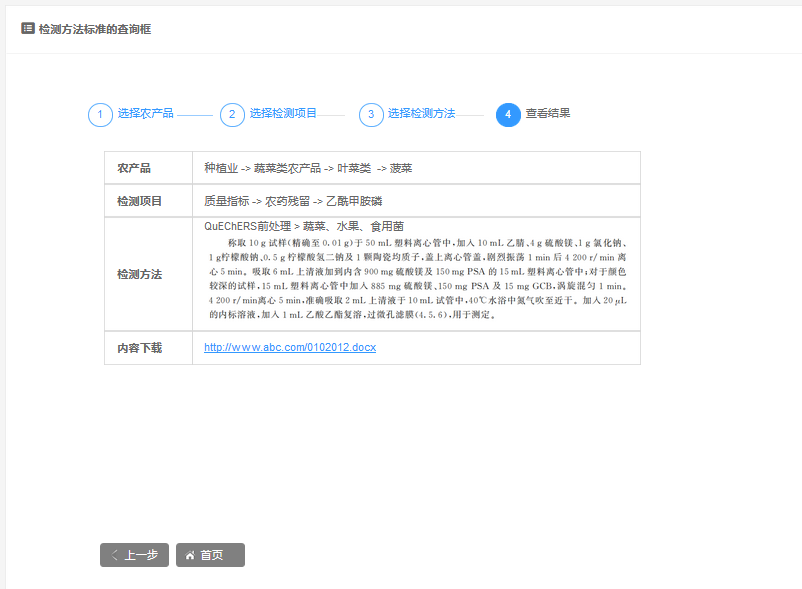 检测方法标准的查询框
1 选择农产品 2 选择检测项目 3 选择检测方法 4 查看结果
农产品 种植业 -> 蔬菜类农产品 -> 叶菜类 -> 菠菜
检测项目 质量指标 -> 农药残留 -> 乙酰甲胺磷
检测方法 QuEChERS前处理 > 蔬菜、水果、食用菌
称取 10 g 试样(精确至 0.01 g)于 50 mL 塑料离心管中,加入 10 mL 乙腈、4 g 硫酸镁、1 g 氯化钠、
1 g柠檬酸钠、0.5 g 柠檬酸氢二钠及 1 颗陶瓷均质子,盖上离心管盖,剧烈振荡 1 min 后 4 200 r/min 离
心 5 min。吸取 6 mL 上清液加到内含 900 mg 硫酸镁及 150 mg PSA 的 15 mL 塑料离心管中;对于颜色
较深的试样,15 mL 塑料离心管中加入 885 mg 硫酸镁、150 mg PSA 及 15 mg GCB,涡旋混匀 1 min。
4 200 r/min离心 5 min,准确吸取 2 mL 上清液于 10 mL 试管中,40℃水浴中氮气吹至近干。加入 20 μL
的内标溶液,加入 1 mL 乙酸乙酯复溶,过微孔滤膜(4.5.6),用于测定。
内容下载 http://www.abc.com/0102012.docx
上一步 首页